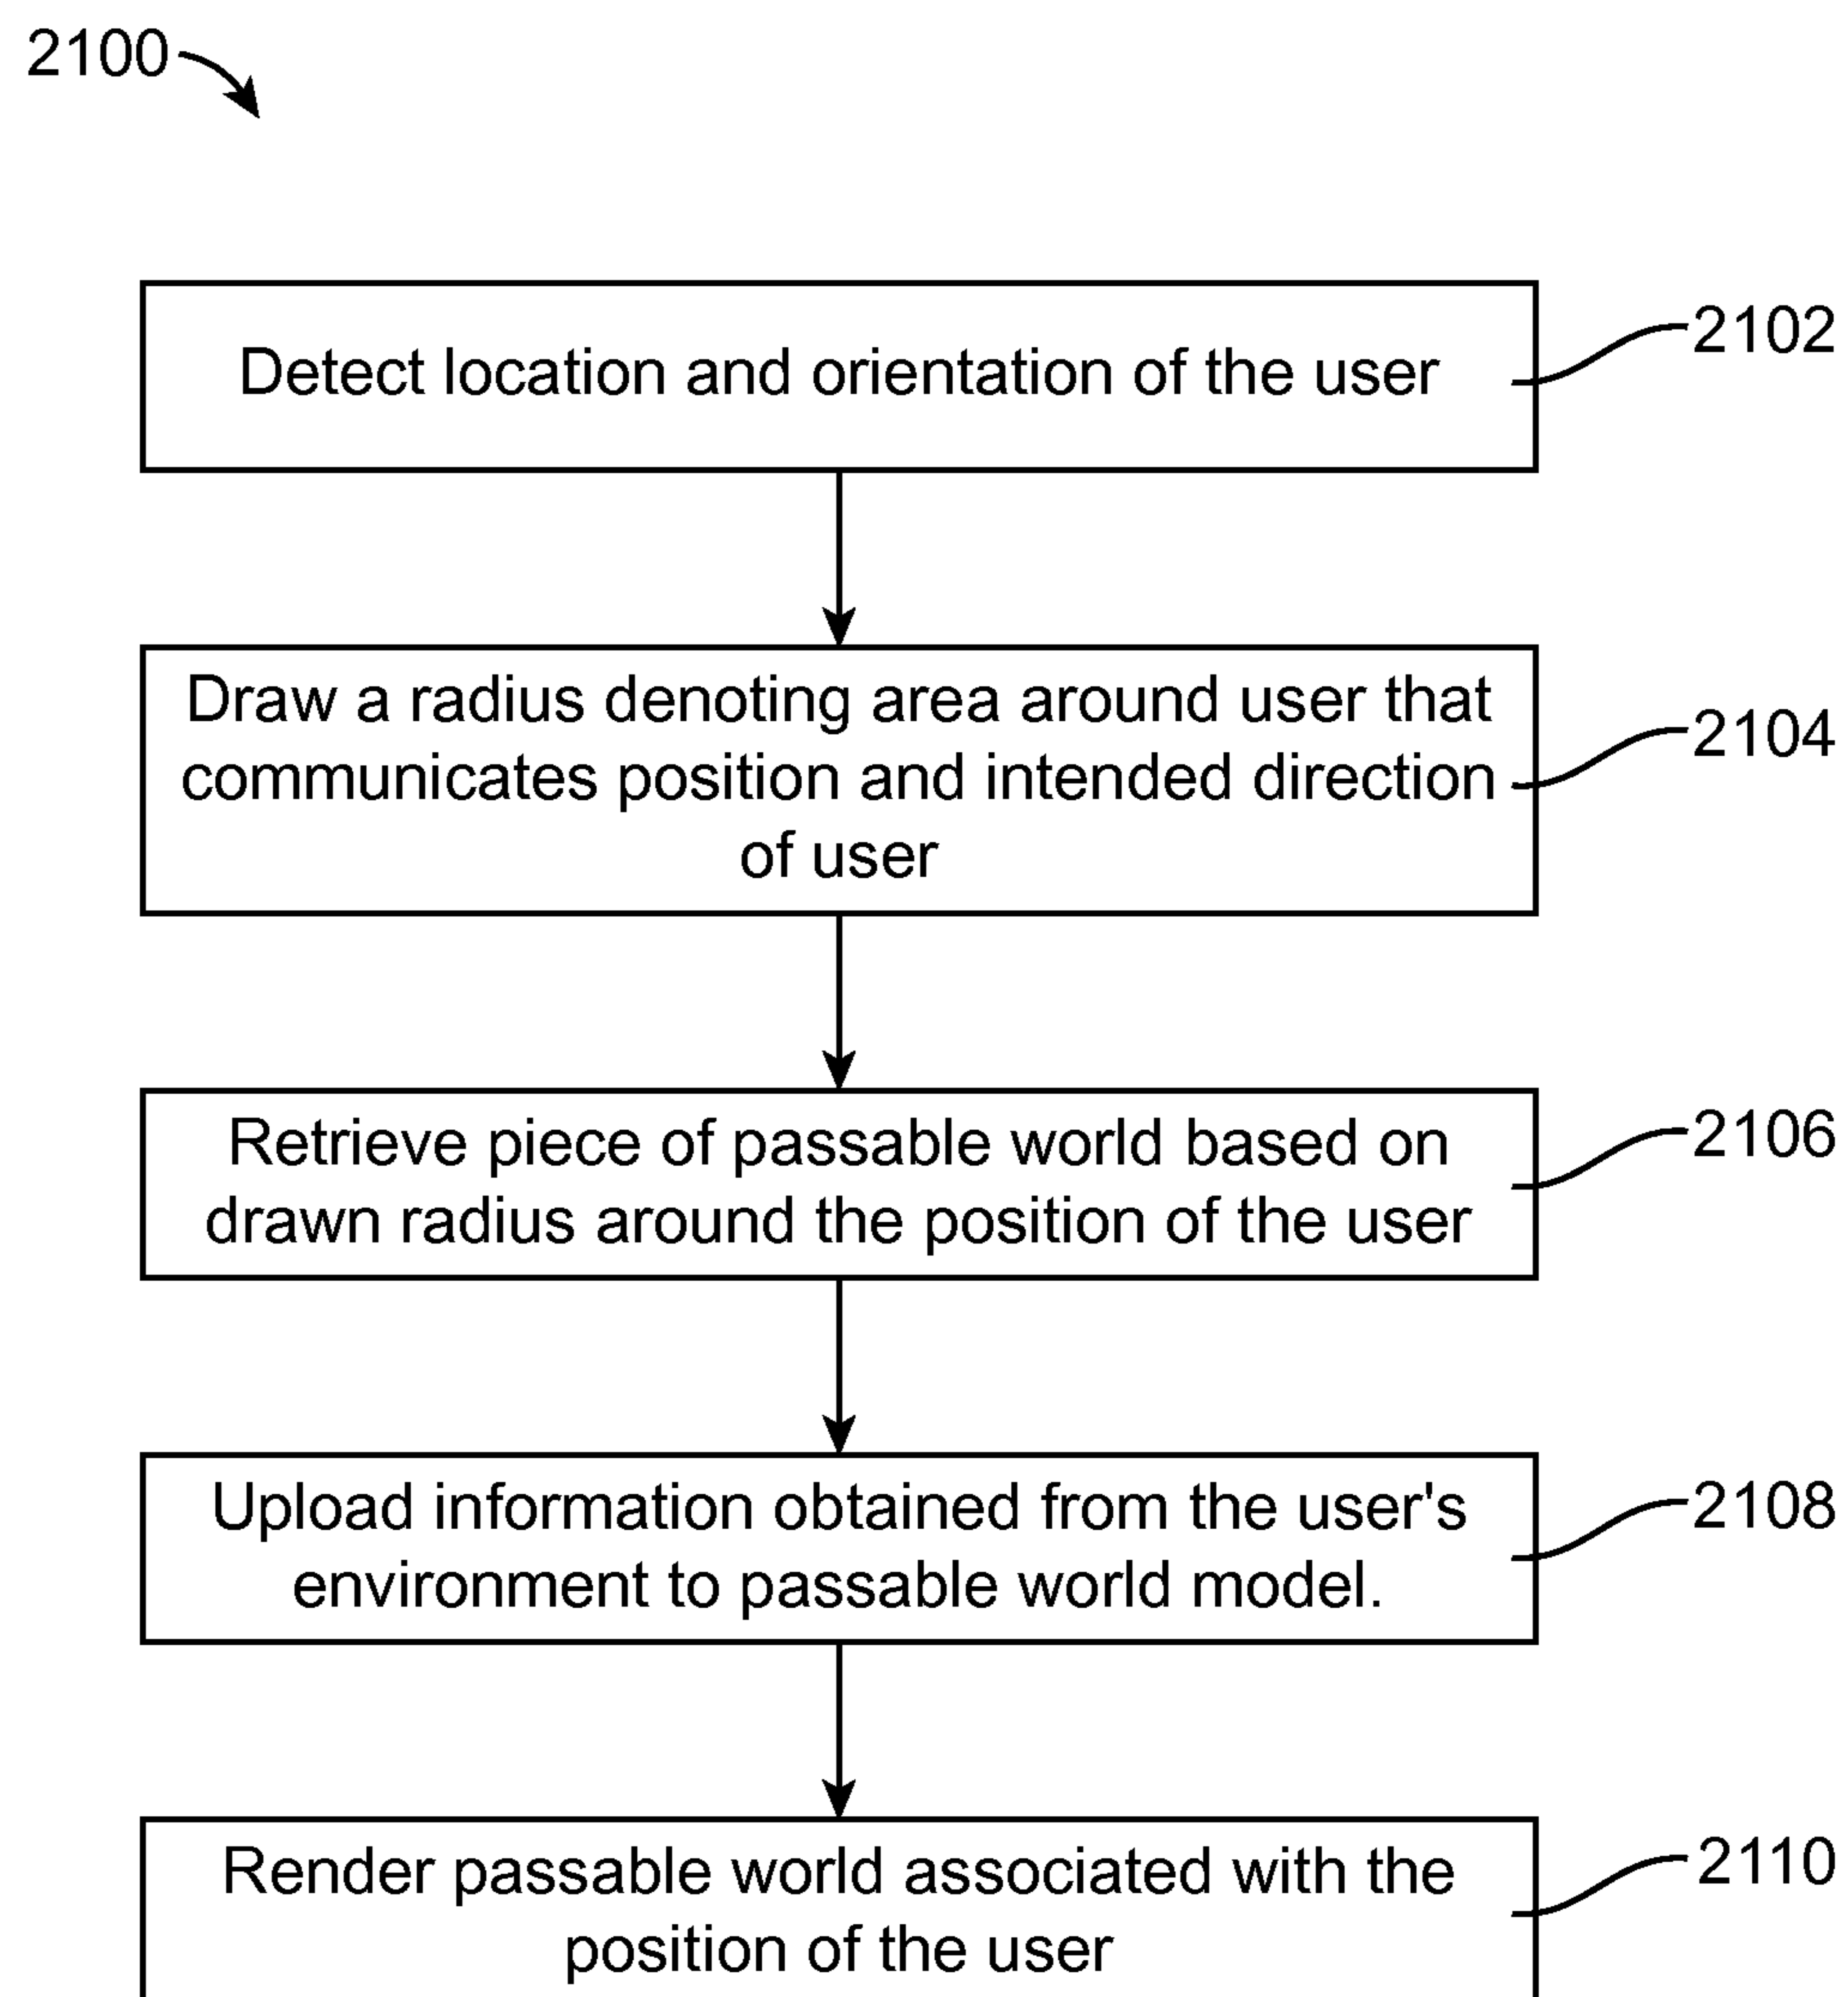 2100
Detect location and orientation of the user
2102
Draw a radius denoting area around user that
communicates position and intended direction
of user
2104
Retrieve piece of passable world based on
drawn radius around the position of the user
2106
Upload information obtained from the user's
environment to passable world model.
2108
Render passable world associated with the
position of the user
2110